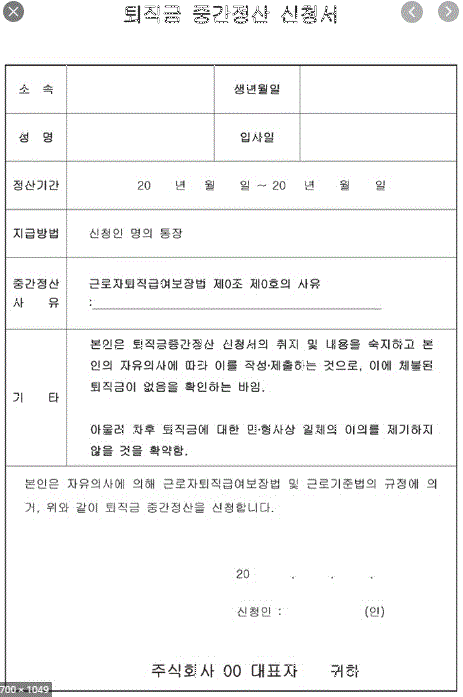 퇴직금 중간정산 신청서
소 속
생년월일
성 명
입사일
정산기간
20 년 월 일 ~ 20 년 월 일
지급방법
신청인 명의 통장
중간정산
사 유
근로자퇴직급여보장법 제0조 제0호의 사유
:
기 타
본인은 퇴직금중간정산 신청서의 취지 및 내용을 숙지하고 본
인의 자유의사에 따라 이를 작성·제출하는 것으로, 이에 체불된
퇴직금이 없음을 확인하는 바임.
아울러 차후 퇴직금에 대한 민·형사상 일체의 이의를 제기하지
않을 것을 확약함.
본인은 자유의사에 의해 근로자퇴직급여보장법 및 근로기준법의 규정에 의
거, 위와 같이 퇴직금 중간정산을 신청합니다.
20 . . .
신청인 : (인)
주식회사 00 대표자 귀하
700 × 1049